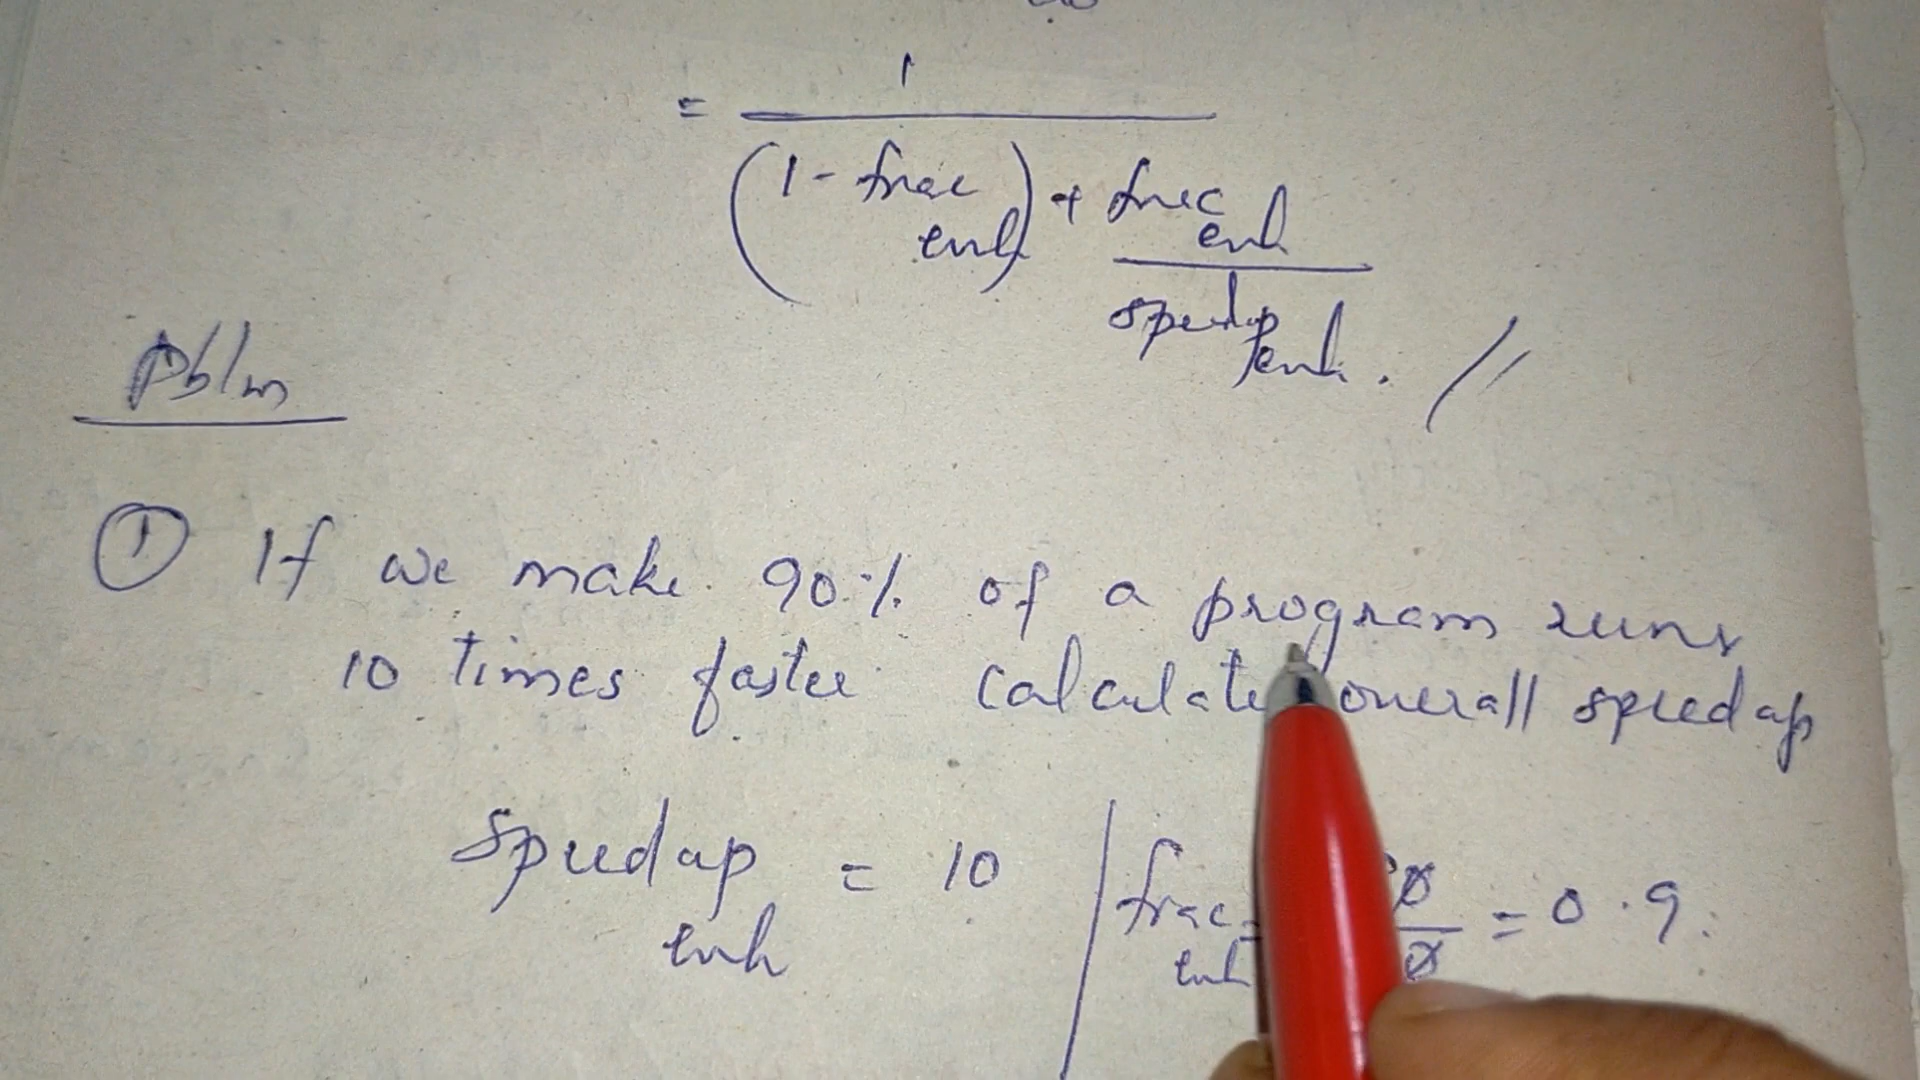 = 1
(1 - frac enh) + frac enh
speedup enh. //
Pblm
① If we make 90% of a program runs
10 times faster calculate overall speedup
speedup enh = 10 | frac enh = 0.9